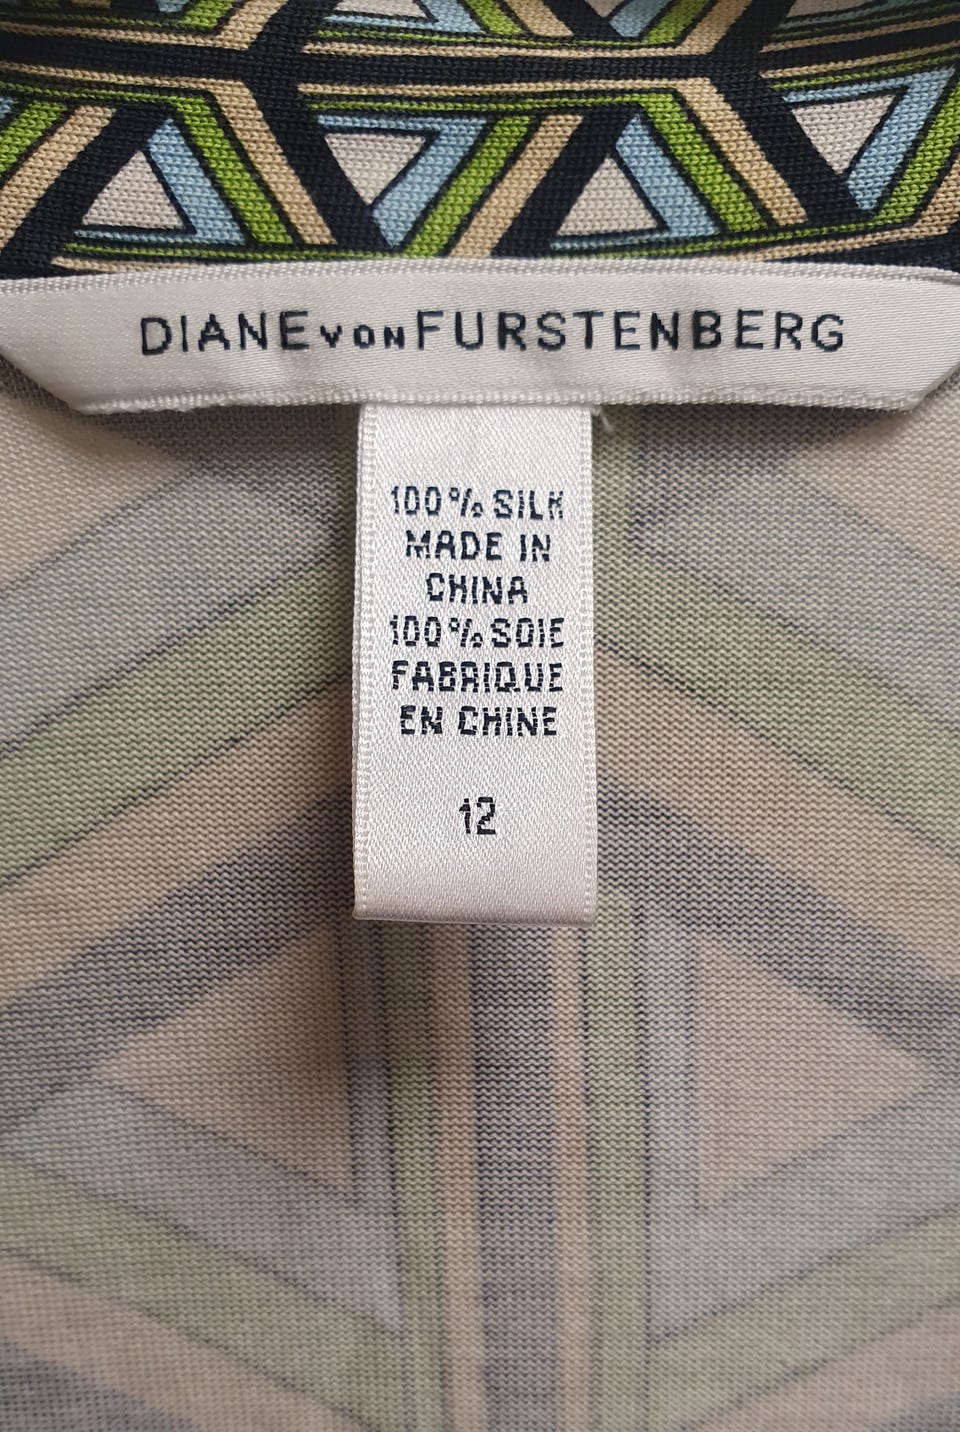 DIANE VON FURSTENBERG
100% SILK
MADE IN
CHINA
100% SOIE
FABRIQUE
EN CHINE
12